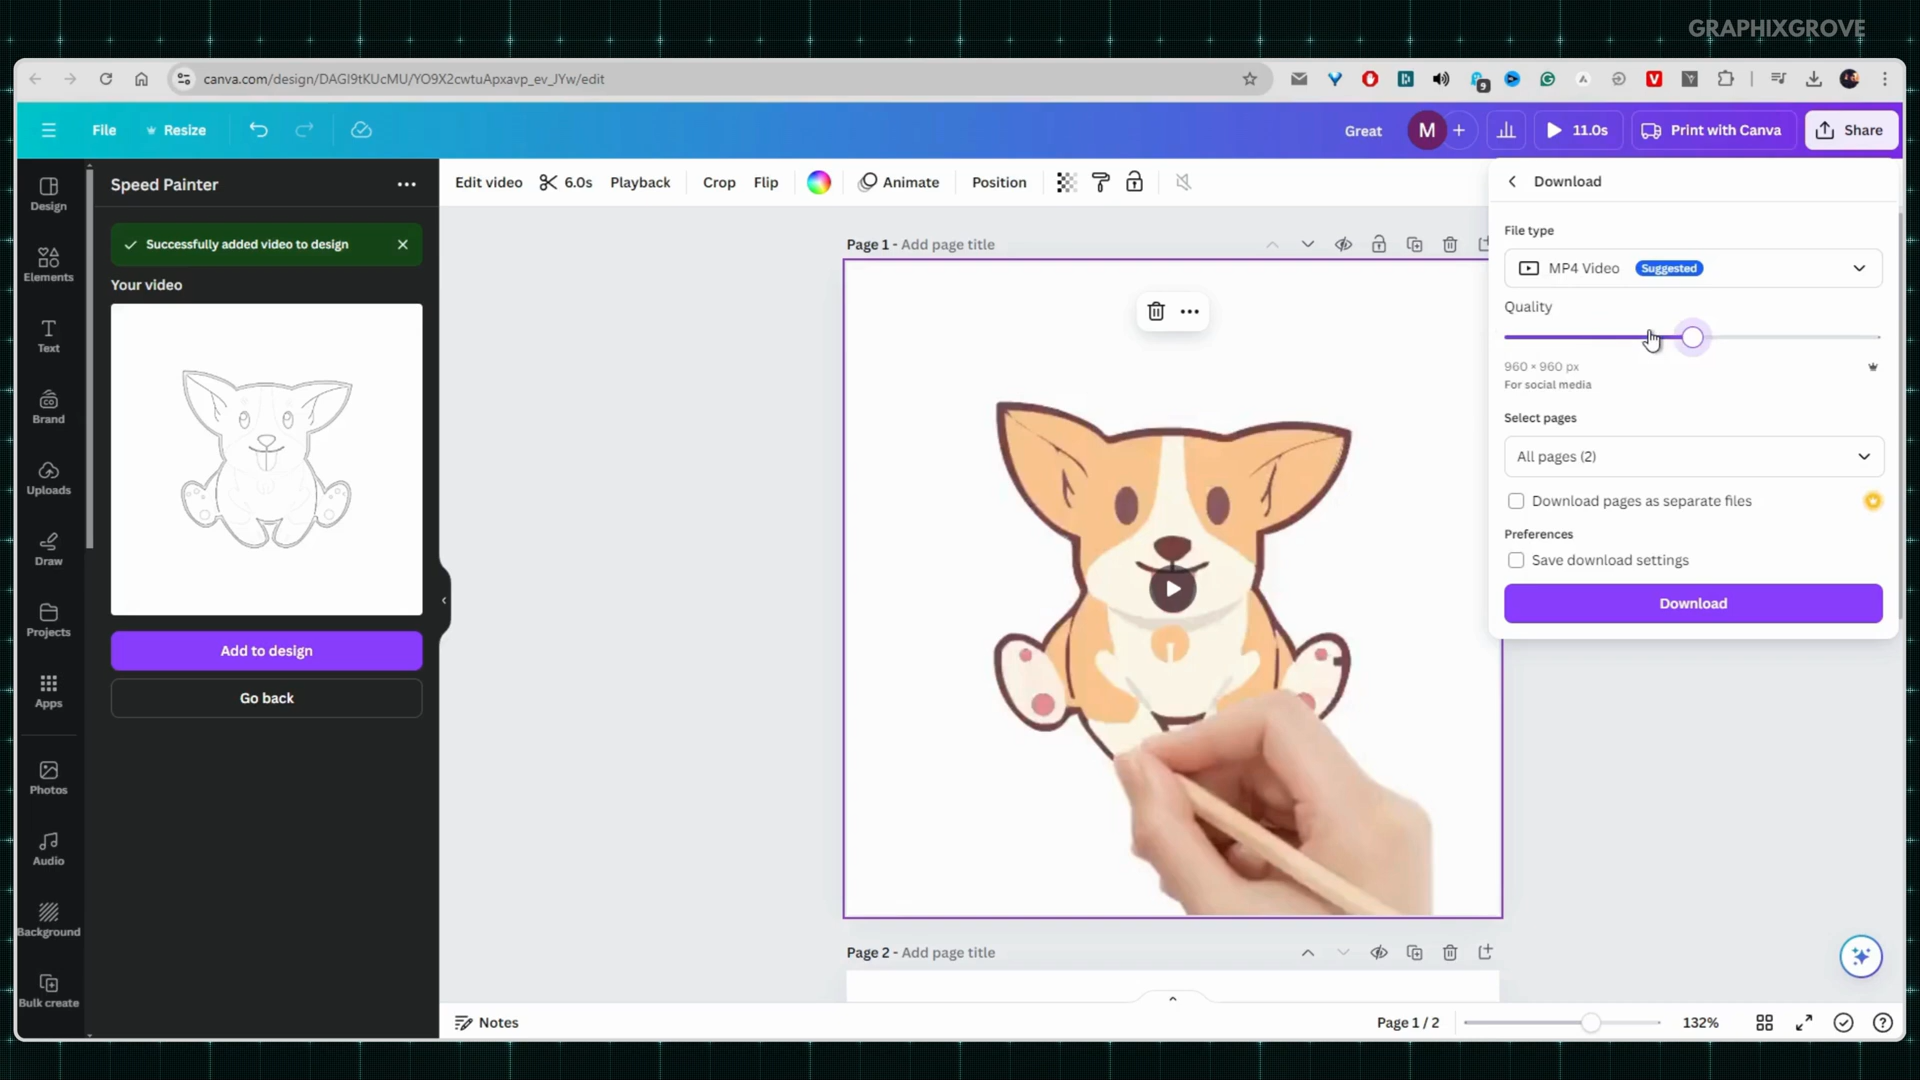 GRAPHIXGROVE
canva.com/design/DAGI9tKUcMU/YO9X2cwtuApxavp_ev_JYw/edit
9
File
Resize
Great
M
11.0s
Print with Canva
Share
Design
Elements
Text
Brand
Uploads
Draw
Projects
Apps
Photos
Audio
Background
Bulk create
Speed Painter
Successfully added video to design
Your video
Add to design
Go back
Edit video
6.0s
Playback
Crop
Flip
Animate
Position
Page 1 - Add page title
Page 2 - Add page title
Download
File type
MP4 Video
Suggested
Quality
960 × 960 px
For social media
Select pages
All pages (2)
Download pages as separate files
Preferences
Save download settings
Download
Notes
Page 1 / 2
132%